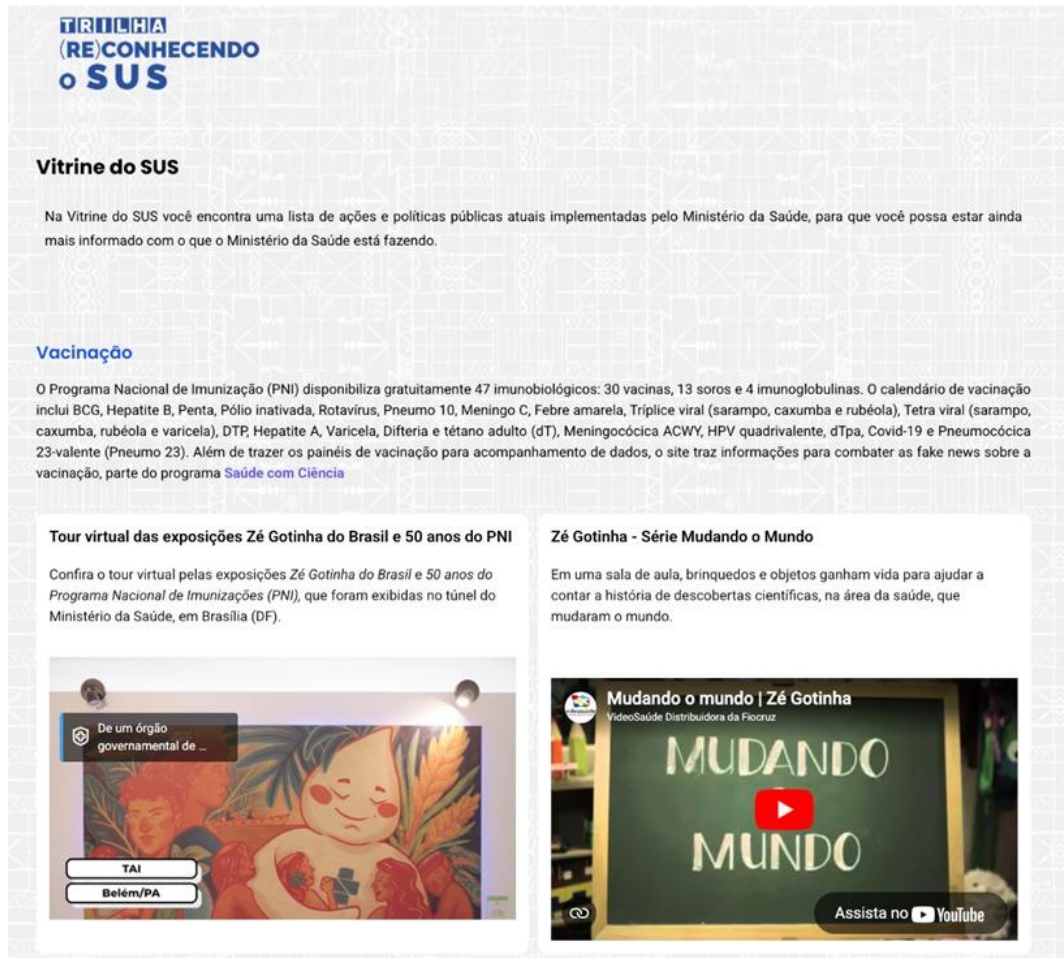 TRILHA
(RE)CONHECENDO
o SUS
Vitrine do SUS
Na Vitrine do SUS você encontra uma lista de ações e políticas públicas atuais implementadas pelo Ministério da Saúde, para que você possa estar ainda
mais informado com o que o Ministério da Saúde está fazendo.
Vacinação
O Programa Nacional de Imunização (PNI) disponibiliza gratuitamente 47 imunobiológicos: 30 vacinas, 13 soros e 4 imunoglobulinas. O calendário de vacinação
inclui BCG, Hepatite B, Penta, Pólio inativada, Rotavírus, Pneumo 10, Meningo C, Febre amarela, Tríplice viral (sarampo, caxumba e rubéola), Tetra viral (sarampo,
caxumba, rubéola e varicela), DTP, Hepatite A, Varicela, Difteria e tétano adulto (dT), Meningocócica ACWY, HPV quadrivalente, dTpa, Covid-19 e Pneumocócica
23-valente (Pneumo 23). Além de trazer os painéis de vacinação para acompanhamento de dados, o site traz informações para combater as fake news sobre a
vacinação, parte do programa Saúde com Ciência
Tour virtual das exposições Zé Gotinha do Brasil e 50 anos do PNI
Confira o tour virtual pelas exposições Zé Gotinha do Brasil e 50 anos do
Programa Nacional de Imunizações (PNI), que foram exibidas no túnel do
Ministério da Saúde, em Brasília (DF).
De um órgão
governamental de ...
TAI
Belém/PA
Zé Gotinha - Série Mudando o Mundo
Em uma sala de aula, brinquedos e objetos ganham vida para ajudar a
contar a história de descobertas científicas, na área da saúde, que
mudaram o mundo.
Mudando o mundo | Zé Gotinha
VideoSaúde Distribuidora da Fiocruz
MUDANDO
MUNDO
Assista no YouTube